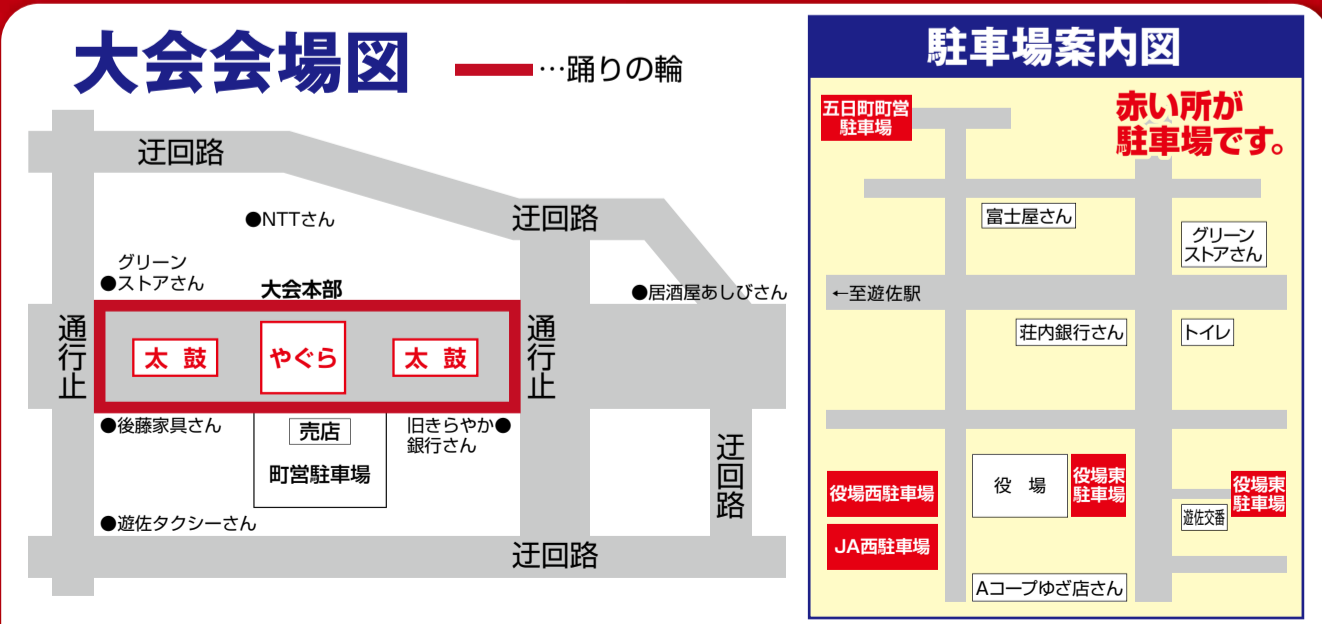 大会会場図
…踊りの輪
迂回路
●NTTさん
迂回路
グリーン
●ストアさん
大会本部
●居酒屋あしびさん
通行止
太 鼓
やぐら
太 鼓
通行止
●後藤家具さん
売店
町営駐車場
旧きらやか●
銀行さん
迂回路
●遊佐タクシーさん
迂回路
駐車場案内図
赤い所が
駐車場です。
五日町町営
駐車場
富士屋さん
グリーン
ストアさん
←至遊佐駅
荘内銀行さん
トイレ
役場西駐車場
役 場
役場東
駐車場
役場東
駐車場
遊佐交番
JA西駐車場
Aコープゆざ店さん